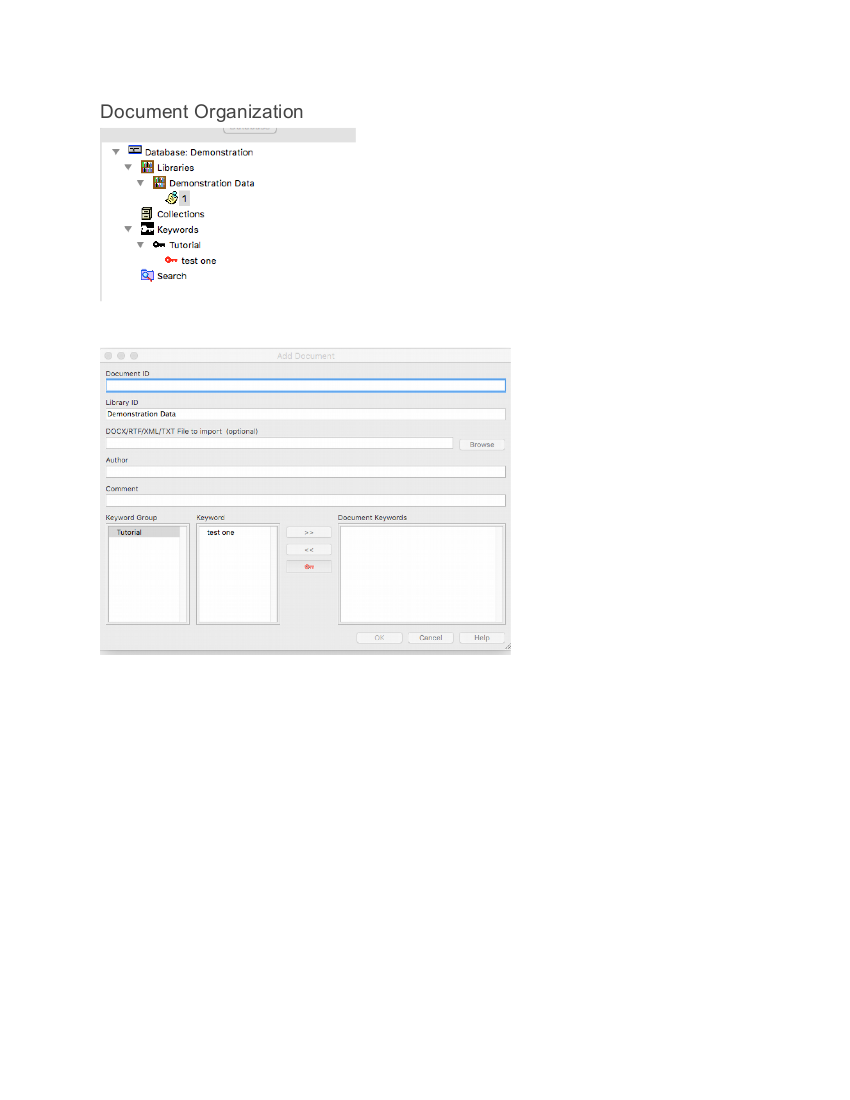 Document Organization
Database: Demonstration
Libraries
Demonstration Data
1
Collections
Keywords
Tutorial
test one
Search
Add Document
Document ID
Library ID
Demonstration Data
DOCX/RTF/XML/TXT File to import (optional)
Browse
Author
Comment
Keyword Group Keyword Document Keywords
Tutorial test one >>
<<
OK Cancel Help